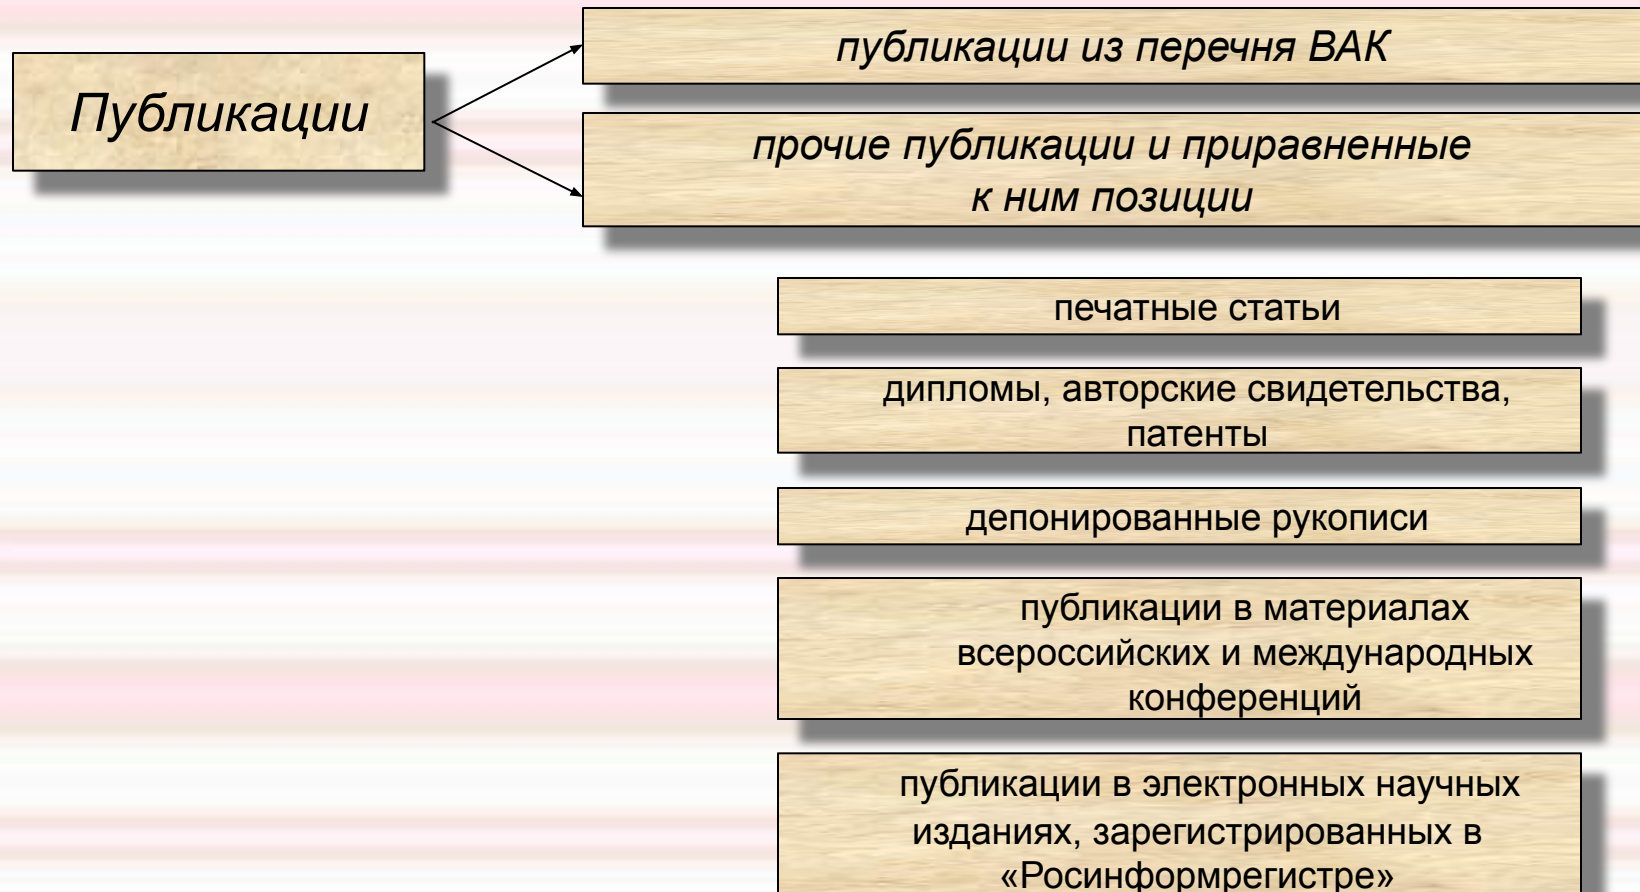 Публикации
публикации из перечня ВАК
прочие публикации и приравненные
к ним позиции
печатные статьи
дипломы, авторские свидетельства,
патенты
депонированные рукописи
публикации в материалах
всероссийских и международных
конференций
публикации в электронных научных
изданиях, зарегистрированных в
«Росинформрегистре»